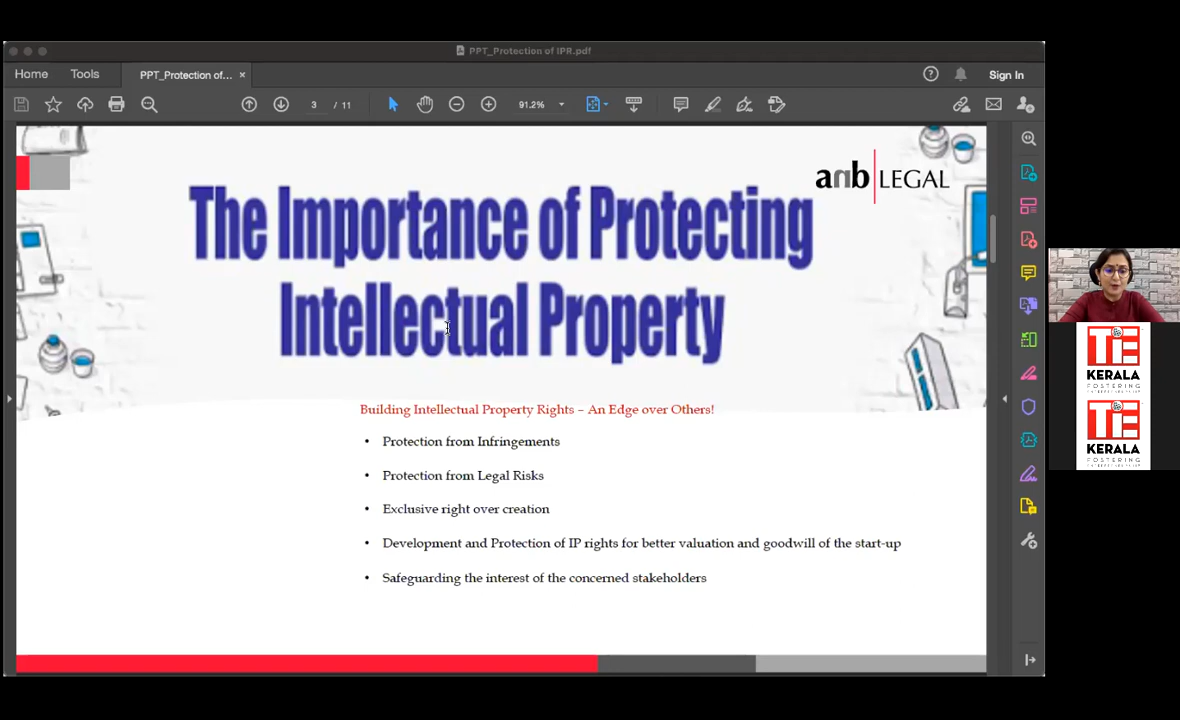 PPT_Protection of IPR.pdf
Home Tools PPT_Protection of... × Sign In
3 / 11 91.2%
anb LEGAL
The Importance of Protecting
Intellectual Property
Building Intellectual Property Rights – An Edge over Others!
• Protection from Infringements
• Protection from Legal Risks
• Exclusive right over creation
• Development and Protection of IP rights for better valuation and goodwill of the start-up
• Safeguarding the interest of the concerned stakeholders
TiE
KERALA
FOSTERING
TiE
KERALA
FOSTERING